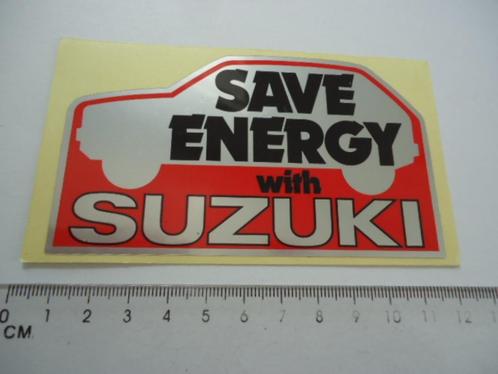 SAVE
ENERGY
with
SUZUKI
0 1 2 3 4 5 6 7 8 9 10 11 12
CM